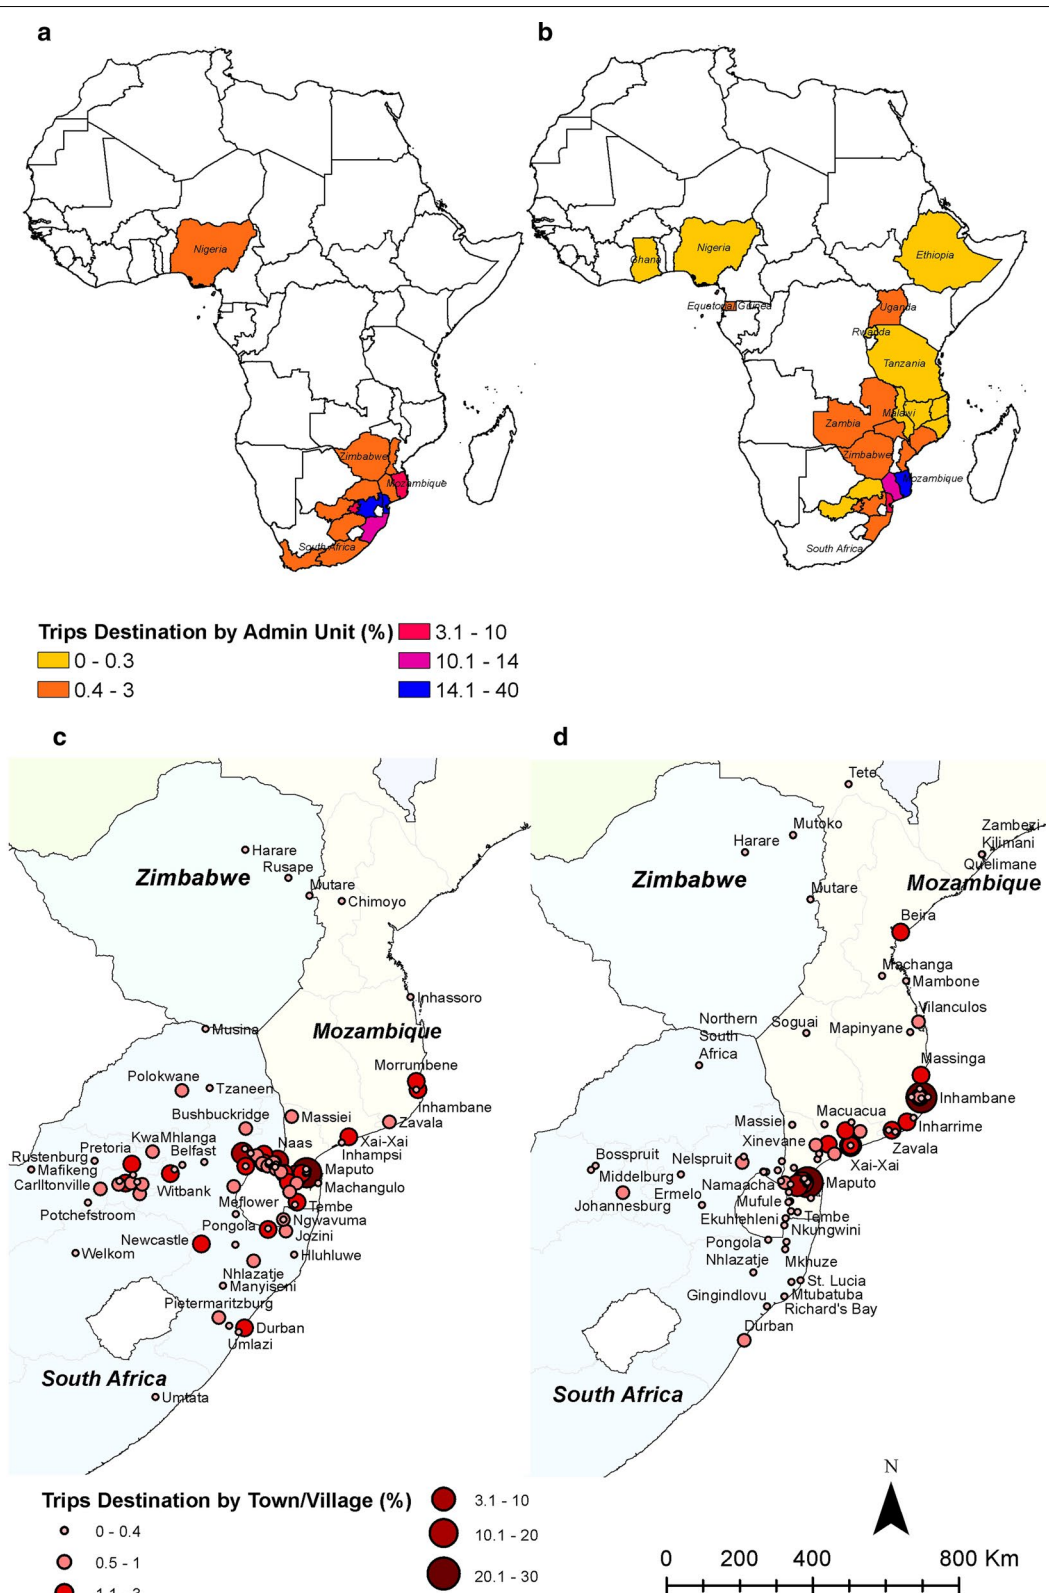 a
b
Nigeria
Zimbabwe
Mozambique
South Africa
Ghana
Nigeria
Ethiopia
Equatorial Guinea
Uganda
Rwanda
Tanzania
Malawi
Zambia
Zimbabwe
Mozambique
South Africa
Trips Destination by Admin Unit (%)
0 - 0.3
0.4 - 3
3.1 - 10
10.1 - 14
14.1 - 40
c
d
Harare
Rusape
Zimbabwe
Mutare
Chimoyo
Inhassoro
Musina
Mozambique
Morrumbene
Polokwane
Tzaneen
Inhambane
Bushbuckridge
Massiei
Zavala
KwaMhlanga
Naas
Xai-Xai
Pretoria
Belfast
Inhampsi
Rustenburg
Mafikeng
Maputo
Carlltonville
Witbank
Machangulo
Potchefstroom
Meflower
Tembe
Pongola
Ngwavuma
Newcastle
Jozini
Welkom
Hluhluwe
Nhlazatje
Manyiseni
Pietermaritzburg
Durban
Umlazi
South Africa
Umtata
Tete
Mutoko
Harare
Zambezi
Kilimani
Quelimane
Zimbabwe
Mozambique
Mutare
Beira
Machanga
Mambone
Vilanculos
Northern
South
Africa
Soguai
Mapinyane
Massinga
Inhambane
Macuacua
Massiei
Inharrime
Xinevane
Zavala
Bosspruit
Nelspruit
Xai-Xai
Middelburg
Namaacha
Maputo
Johannesburg
Ermelo
Mufule
Ekuhlehleni
Tembe
Nkungwini
Pongola
Nhlazatje
Mkhuze
St. Lucia
Gingindlovu
Mtubatuba
Richard's Bay
Durban
South Africa
Trips Destination by Town/Village (%)
0 - 0.4
0.5 - 1
1.1 - 3
3.1 - 10
10.1 - 20
20.1 - 30
N
0 200 400 800 Km